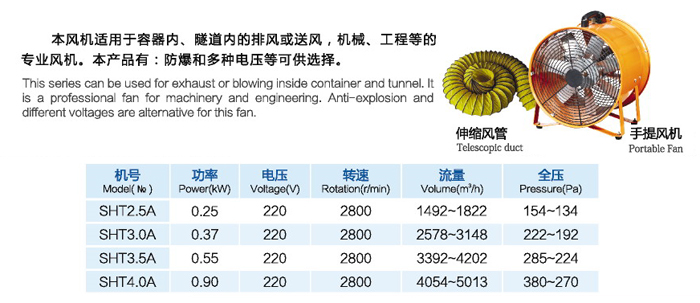 本风机适用于容器内、隧道内的排风或送风，机械、工程等的
专业风机。本产品有：防爆和多种电压等可供选择。
This series can be used for exhaust or blowing inside container and tunnel. It
is a professional fan for machinery and engineering. Anti-explosion and
different voltages are alternative for this fan.
伸缩风管
Telescopic duct
手提风机
Portable Fan
机号 功率 电压 转速 流量 全压
Model(№) Power(kW) Voltage(V) Rotation(r/min) Volume(m³/h) Pressure(Pa)
SHT2.5A 0.25 220 2800 1492~1822 154~134
SHT3.0A 0.37 220 2800 2578~3148 222~192
SHT3.5A 0.55 220 2800 3392~4202 285~224
SHT4.0A 0.90 220 2800 4054~5013 380~270